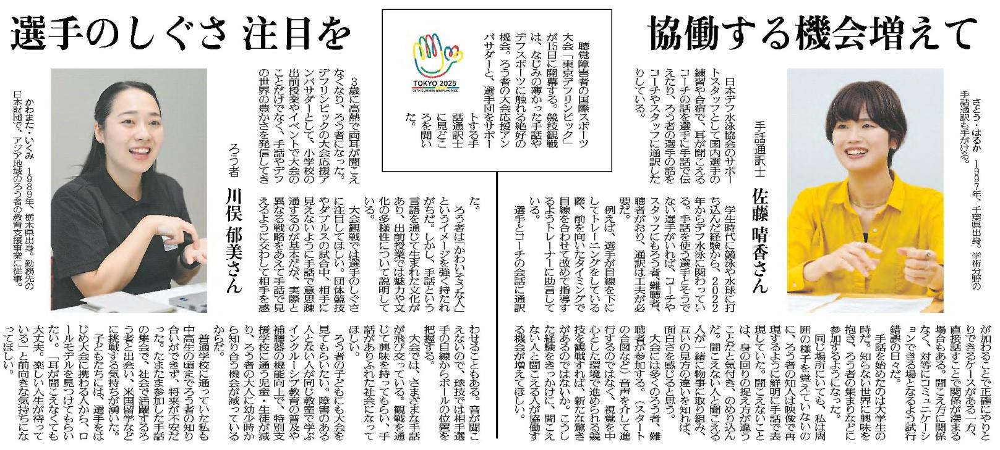 協働する機会増えて
選手のしぐさ 注目を
聴覚障害者の国際スポーツ
大会「東京デフリンピック」
が15日に開幕する。競技観戦
は、なじみの薄かった手話や
デフスポーツに触れる絶好の
機会。ろう者の大会応援アン
バサダーと、選手団をサポー
トする手
話通訳士
に見どこ
ろを聞い
た。
TOKYO 2025
25TH SUMMER DEAFLYMPICS
さとう・はるか 1997年、千葉県出身。学術分野の
手話通訳も手がける。
手話通訳士 佐藤 晴香さん
日本デフ水泳協会のサポー
トスタッフとして国内選手の
練習や合宿で、耳が聞こえる
コーチの話を選手に手話で伝
えたり、ろう者の選手の話を
コーチやスタッフに通訳した
りしている。
学生時代に競泳や水球に打
ち込んだ経験から、2022
年からデフ水泳に関わってい
る。手話を使う選手とそうで
ない選手がいれば、コーチや
スタッフにもろう者、難聴者、
聴者がおり、通訳は工夫が必
要だ。
例えば、選手が目線を下に
してトレーニングをしている
際、前を向いたタイミングで
目線を合わせて改めて指導す
るようトレーナーに助言して
いる。
選手とコーチの会話に通訳
が加わることで正確にやりと
りできるケースがある一方、
直接話すことで関係が深まる
場合もある。聞こえ方に関係
なく、対等にコミュニケーシ
ョンできる場となるよう試行
錯誤の日々だ。
手話を始めたのは大学生の
時だ。知らない世界に興味を
抱き、ろう者の集まりなどに
参加するようになった。
同じ場所にいても、私は周
囲の様子を覚えていないの
に、ろう者の知人は映像で再
現するように鮮明に手話で表
現していた。聞こえないこと
は、身の回りの捉え方が違う
ことだと気付き、のめり込ん
だ。聞こえない人と聞こえる
人が一緒に物事に取り組み、
互いの見方の違いを知れば、
面白さを感じると思う。
大会には多くのろう者、難
聴者が参加する。（スタート
の合図など）音声を介して進
行するのではなく、視覚を中
心とした環境で進められる競
技を観戦すれば、新たな驚き
があるのではないか。こうし
た経験をきっかけに、聞こえ
ない人と聞こえる人が協働す
る機会が増えてほしい。
かわまた・いくみ 1989年、栃木県出身。勤務先の
日本財団で、アジア地域のろう者の教育支援事業に従事。
ろう者 川俣 郁美さん
3歳に高熱で両耳が聞こえ
なくなり、ろう者になった。
デフリンピックの大会応援ア
ンバサダーとして、小学校の
出前授業やイベントで大会の
ことだけでなく、手話やデフ
の世界の豊かさを発信してき
た。
ろう者は「かわいそうな人」
というイメージを強く持たれ
がちだ。しかし、手話という
言語を通じて生まれた文化が
あり、出前授業では魅力や文
化の多様性について説明して
いる。
大会観戦では選手のしぐさ
に注目してほしい。団体競技
やダブルスの試合中、相手に
見えないように手話で意思疎
通するのが基本だが、実際と
異なる戦略をあえて手話で見
えるように交わして相手を惑
わせることもある。音が聞こ
えないので、球技では相手選
手の目線からボールの位置を
把握する。
大会では、さまざまな手話
が飛び交っている。観戦を通
じて興味を持ってもらい、手
話がありふれた社会になって
ほしい。
ろう者の子どもにも大会を
見てもらいたい。障害のある
人とない人が同じ教室で学ぶ
インクルーシブ教育の普及や
補聴器の機能向上で、特別支
援学校に通う児童・生徒が減
り、ろう者の大人に幼少時か
ら知り合う機会が減っている
からだ。
普通学校に通っていた私も
中高生の頃までろう者の知り
合いができず、将来が不安だ
った。たまたま参加した手話
の集会で、社会で活躍するろ
う者と出会い、米国留学など
に挑戦する気持ちが湧いた。
子どもたちには、選手をは
じめ大会に携わる人から、ロ
ールモデルを見つけてもらい
たい。「耳が聞こえなくても
大丈夫。楽しい人生が待って
いる」と前向きな気持ちにな
ってほしい。